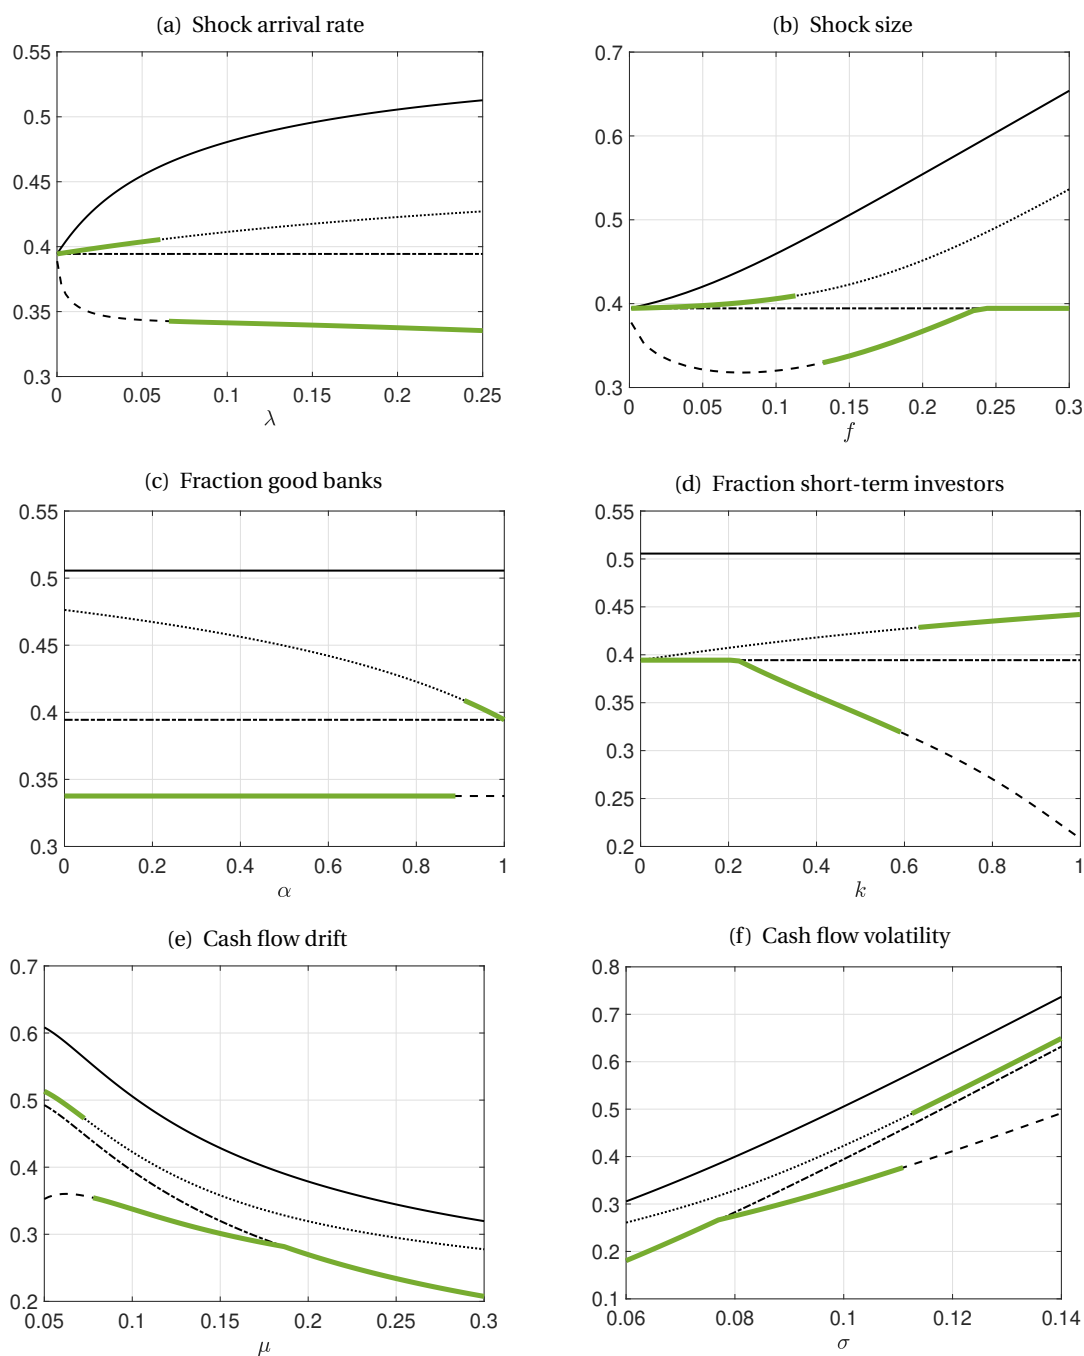 (a) Shock arrival rate
0.55
0.5
0.45
0.4
0.35
0.3
0 0.05 0.1 0.15 0.2 0.25
λ
(b) Shock size
0.7
0.6
0.5
0.4
0.3
0 0.05 0.1 0.15 0.2 0.25 0.3
f
(c) Fraction good banks
0.55
0.5
0.45
0.4
0.35
0.3
0 0.2 0.4 0.6 0.8 1
α
(d) Fraction short-term investors
0.55
0.5
0.45
0.4
0.35
0.3
0.25
0.2
0 0.2 0.4 0.6 0.8 1
k
(e) Cash flow drift
0.7
0.6
0.5
0.4
0.3
0.2
0.05 0.1 0.15 0.2 0.25 0.3
μ
(f) Cash flow volatility
0.8
0.7
0.6
0.5
0.4
0.3
0.2
0.1
0.06 0.08 0.1 0.12 0.14
σ